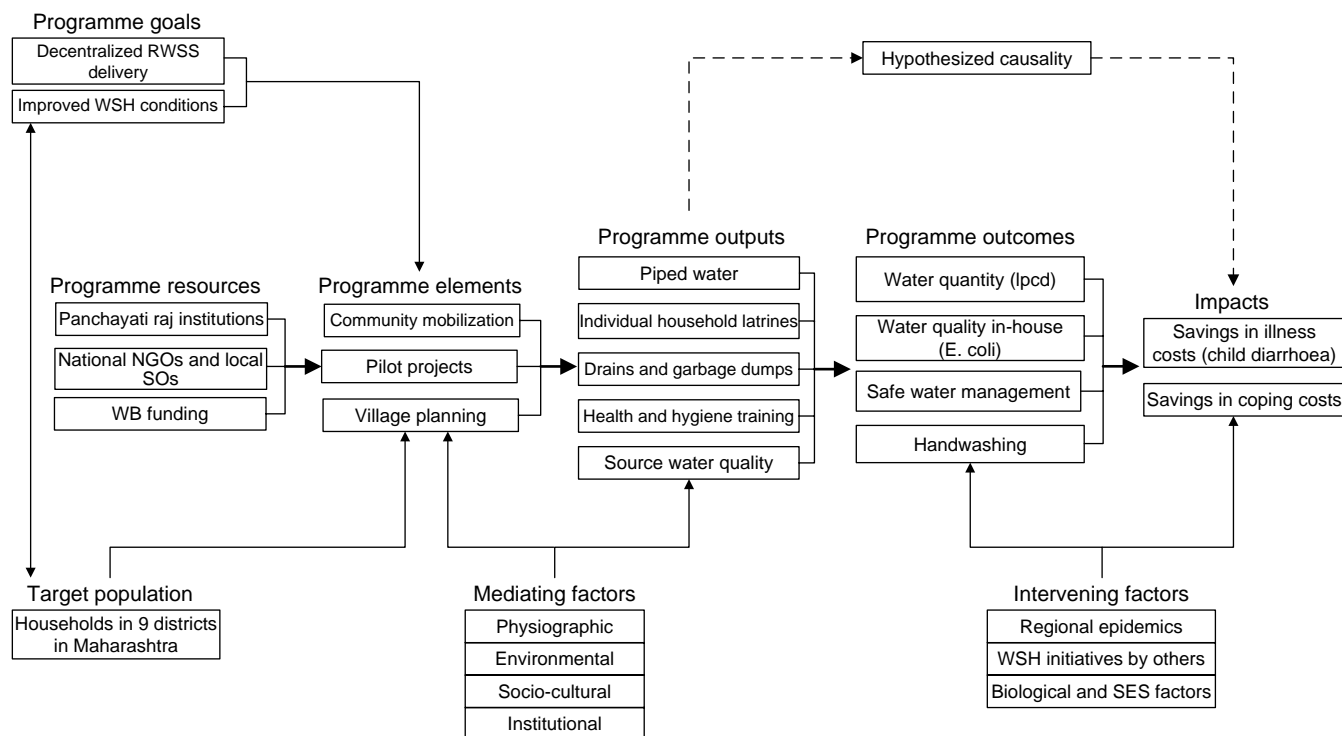 Programme goals
Decentralized RWSS
delivery
Improved WSH conditions
Hypothesized causality
Programme resources
Panchayati raj institutions
National NGOs and local
SOs
WB funding
Programme elements
Community mobilization
Pilot projects
Village planning
Programme outputs
Piped water
Individual household latrines
Drains and garbage dumps
Health and hygiene training
Source water quality
Programme outcomes
Water quantity (lpcd)
Water quality in-house
(E. coli)
Safe water management
Handwashing
Impacts
Savings in illness
costs (child diarrhoea)
Savings in coping costs
Target population
Households in 9 districts
in Maharashtra
Mediating factors
Physiographic
Environmental
Socio-cultural
Institutional
Intervening factors
Regional epidemics
WSH initiatives by others
Biological and SES factors